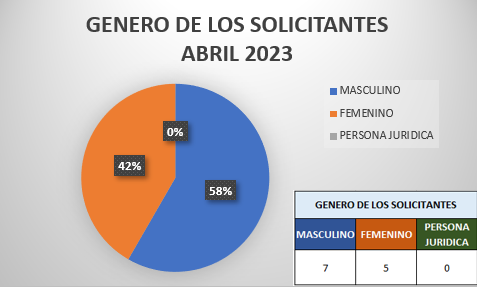 GENERO DE LOS SOLICITANTES
ABRIL 2023
MASCULINO
FEMENINO
PERSONA JURIDICA
0%
42%
58%
GENERO DE LOS SOLICITANTES
MASCULINO FEMENINO PERSONA JURIDICA
7 5 0